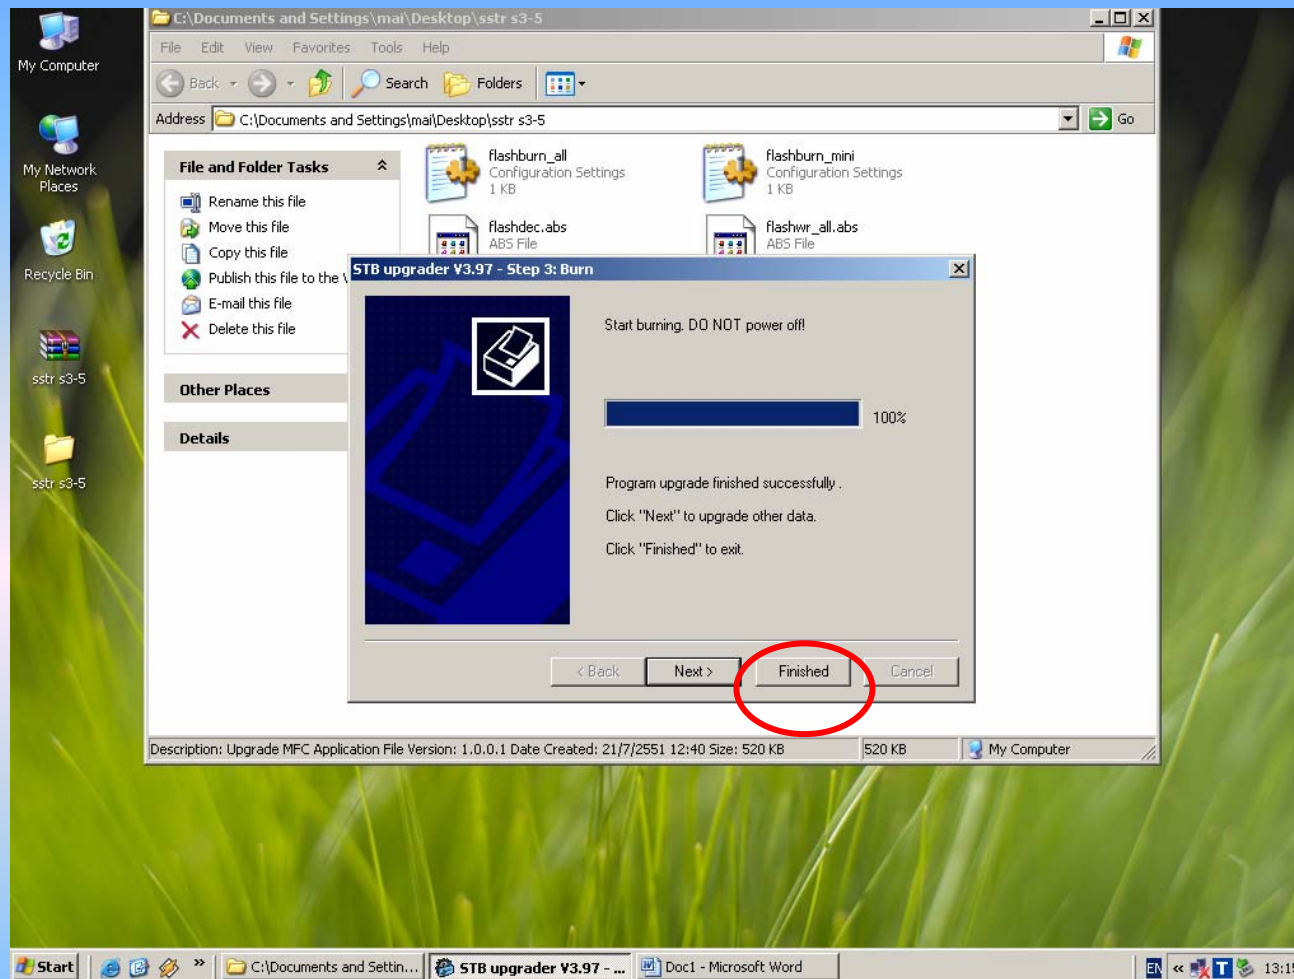 My Computer
My Network
Places
Recycle Bin
sstr s3-5
sstr s3-5
C:\Documents and Settings\mai\Desktop\sstr s3-5
File Edit View Favorites Tools Help
Back Search Folders
Address C:\Documents and Settings\mai\Desktop\sstr s3-5 Go
File and Folder Tasks
Rename this file
Move this file
Copy this file
Publish this file to the
E-mail this file
Delete this file
Other Places
Details
flashburn_all
Configuration Settings
1 KB
flashburn_mini
Configuration Settings
1 KB
flashdec.abs
ABS File
flashwr_all.abs
ABS File
STB upgrader V3.97 - Step 3: Burn
Start burning. DO NOT power off!
100%
Program upgrade finished successfully .
Click "Next" to upgrade other data.
Click "Finished" to exit.
< Back Next > Finished Cancel
Description: Upgrade MFC Application File Version: 1.0.0.1 Date Created: 21/7/2551 12:40 Size: 520 KB 520 KB My Computer
Start » C:\Documents and Settin... STB upgrader V3.97 - ... Doc1 - Microsoft Word EN « T 13:15